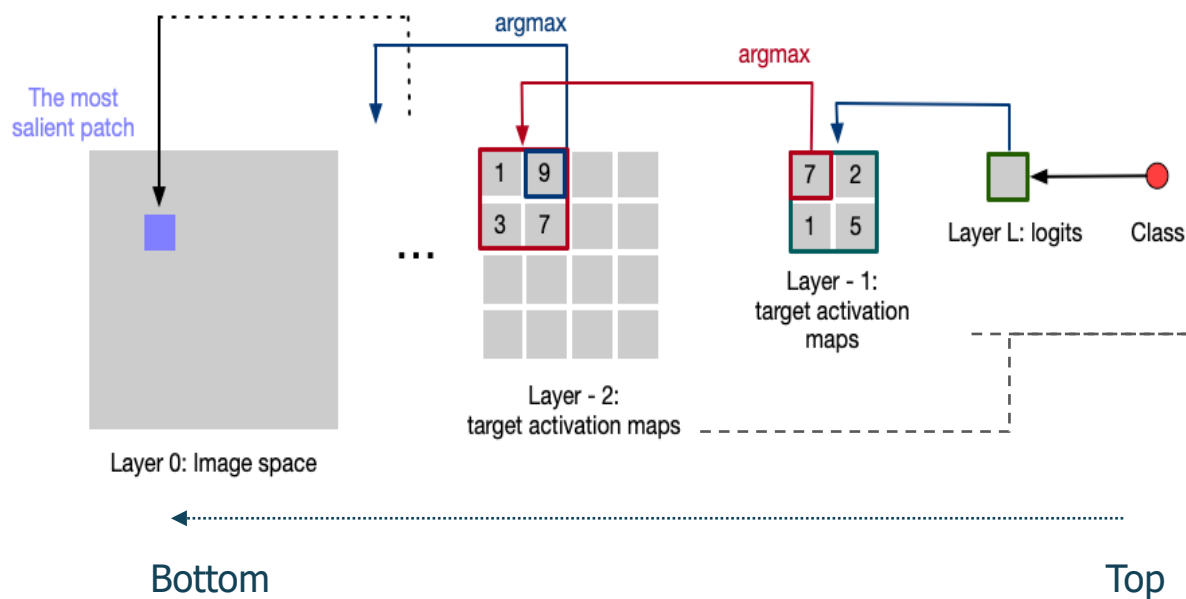 argmax
argmax
The most
salient patch
1 9
3 7
7 2
1 5
...
Layer L: logits
Class
Layer - 1:
target activation
maps
Layer - 2:
target activation maps
Layer 0: Image space
Bottom
Top